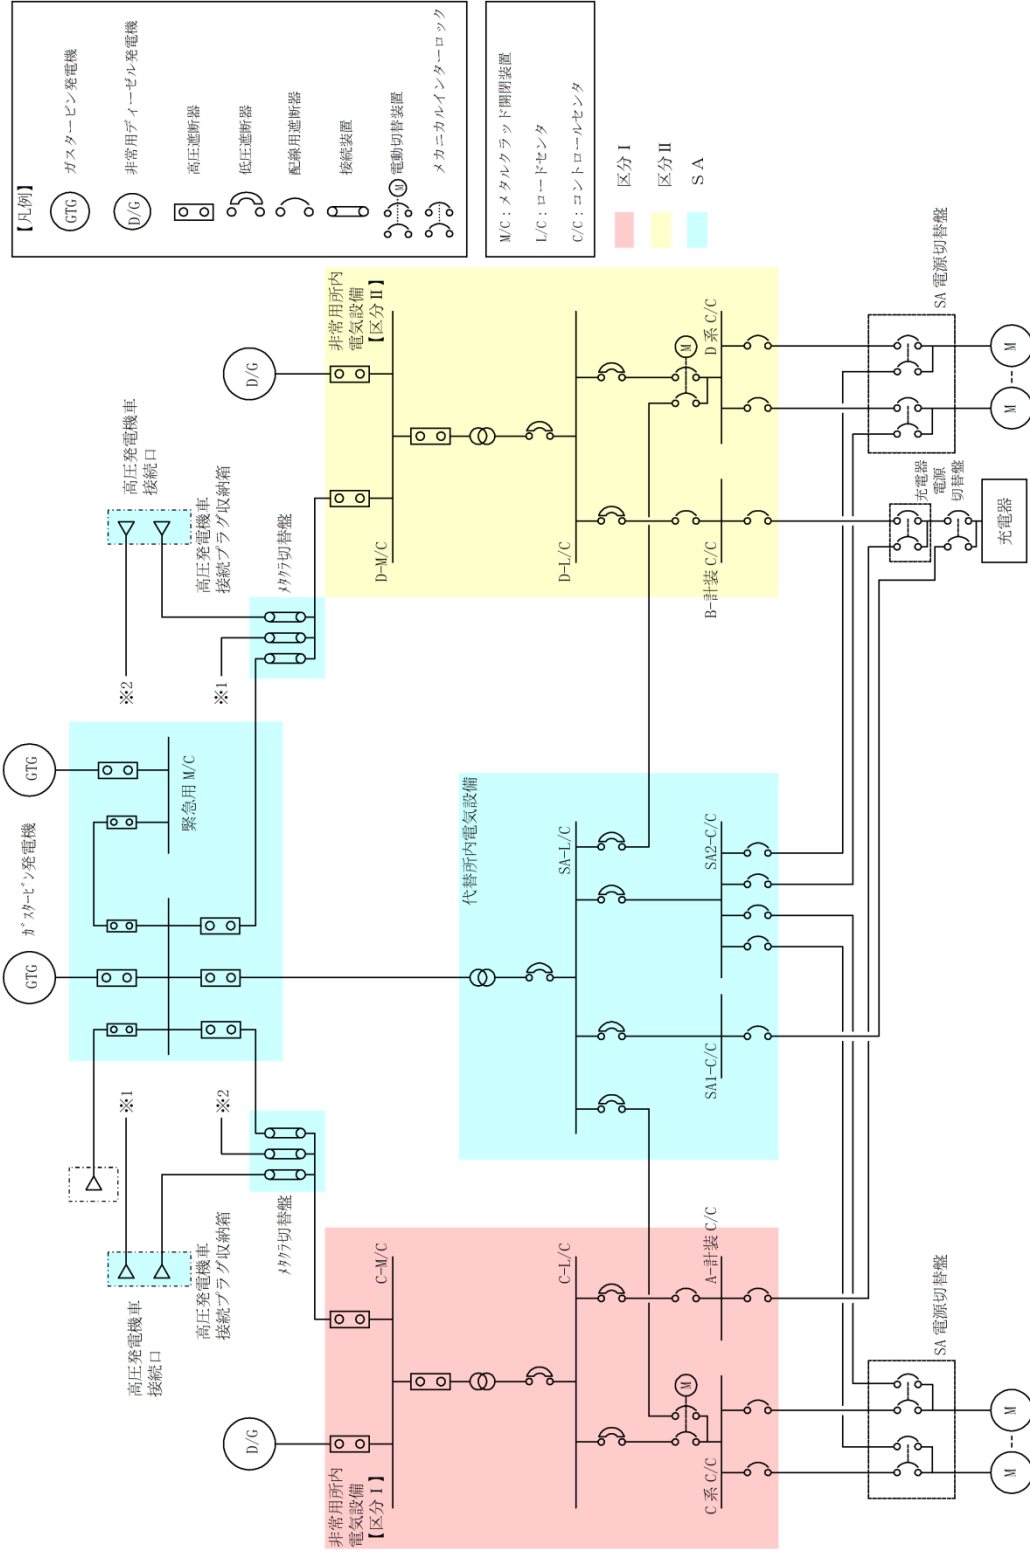 【凡例】
GTG
ガスタービン発電機
D/G
非常用ディーゼル発電機
高圧遮断器
低圧遮断器
配線用遮断器
接続装置
M
電動切替装置
メカニカルインターロック
M/C：メタルクラッド開閉装置
L/C：ロードセンタ
C/C：コントロールセンタ
区分Ⅰ
区分Ⅱ
ＳＡ
ガスタービン発電機
GTG
GTG
緊急用 M/C
※1
※2
※2
※1
高圧発電機車
接続口
高圧発電機車
接続プラグ収納箱
メタクラ切替盤
高圧発電機車
接続口
高圧発電機車
接続プラグ収納箱
メタクラ切替盤
D/G
非常用所内
電気設備
【区分Ⅰ】
C-M/C
C-L/C
C 系 C/C
M
A-計装 C/C
代替所内電気設備
SA-L/C
SA1-C/C
SA2-C/C
D/G
非常用所内
電気設備
【区分Ⅱ】
D-M/C
D-L/C
B-計装 C/C
D 系 C/C
M
SA 電源切替盤
M
M
充電器
電源
切替盤
充電器
SA 電源切替盤
M
M